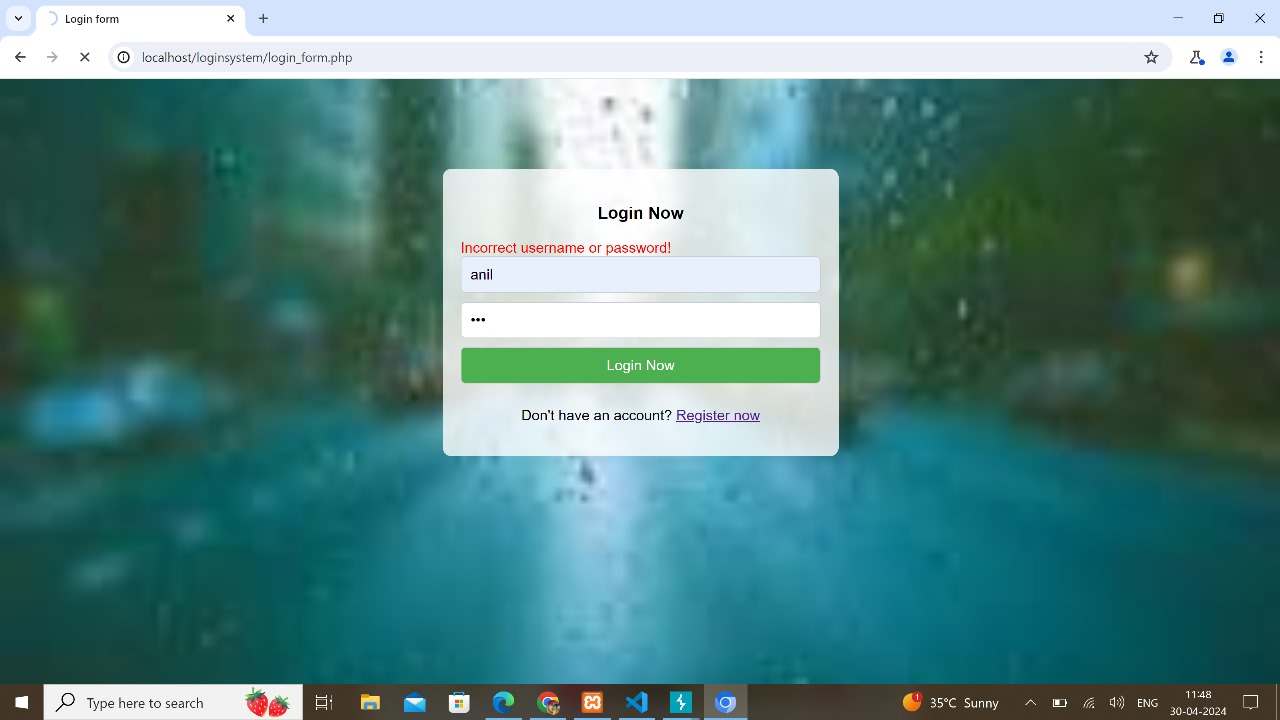 Login form
localhost/loginsystem/login_form.php
Login Now
Incorrect username or password!
anil
•••
Login Now
Don't have an account? Register now
Type here to search
1
35°C Sunny
ENG
11:48
30-04-2024